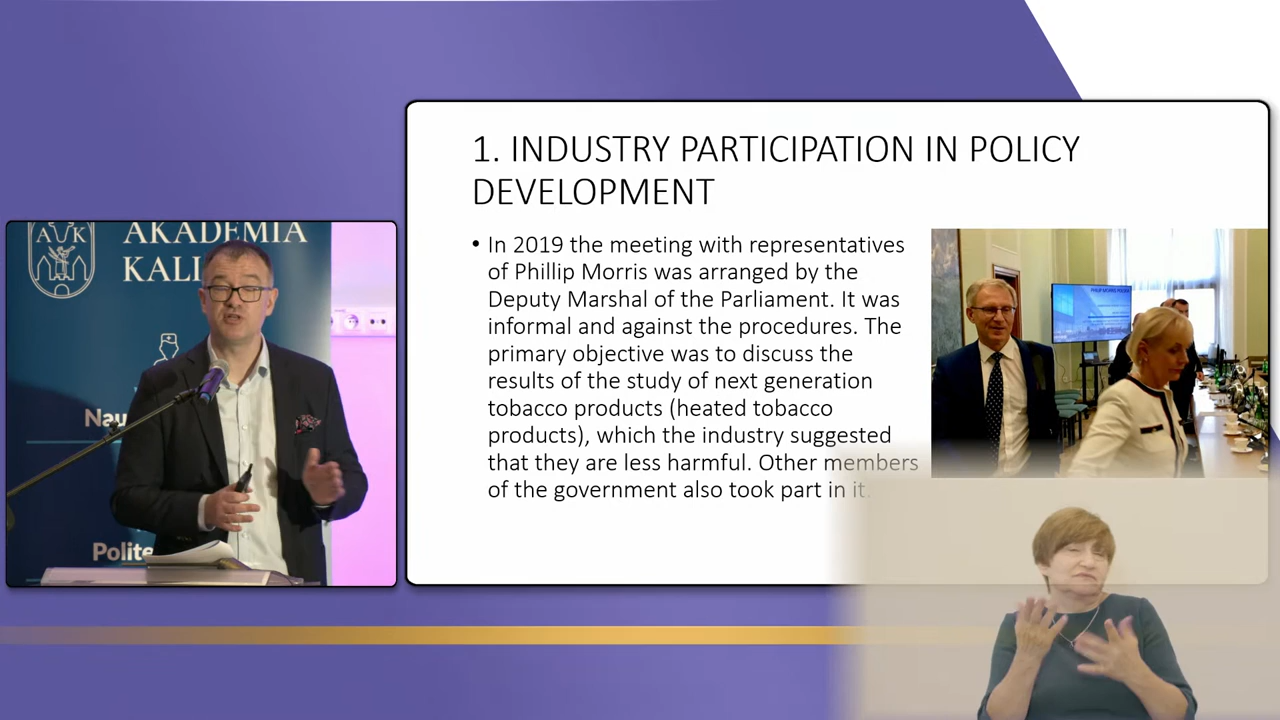 1. INDUSTRY PARTICIPATION IN POLICY
DEVELOPMENT
• In 2019 the meeting with representatives
of Phillip Morris was arranged by the
Deputy Marshal of the Parliament. It was
informal and against the procedures. The
primary objective was to discuss the
results of the study of next generation
tobacco products (heated tobacco
products), which the industry suggested
that they are less harmful. Other members
of the government also took part in it.
AK
AKADEMIA
KALI
Nau
Polite